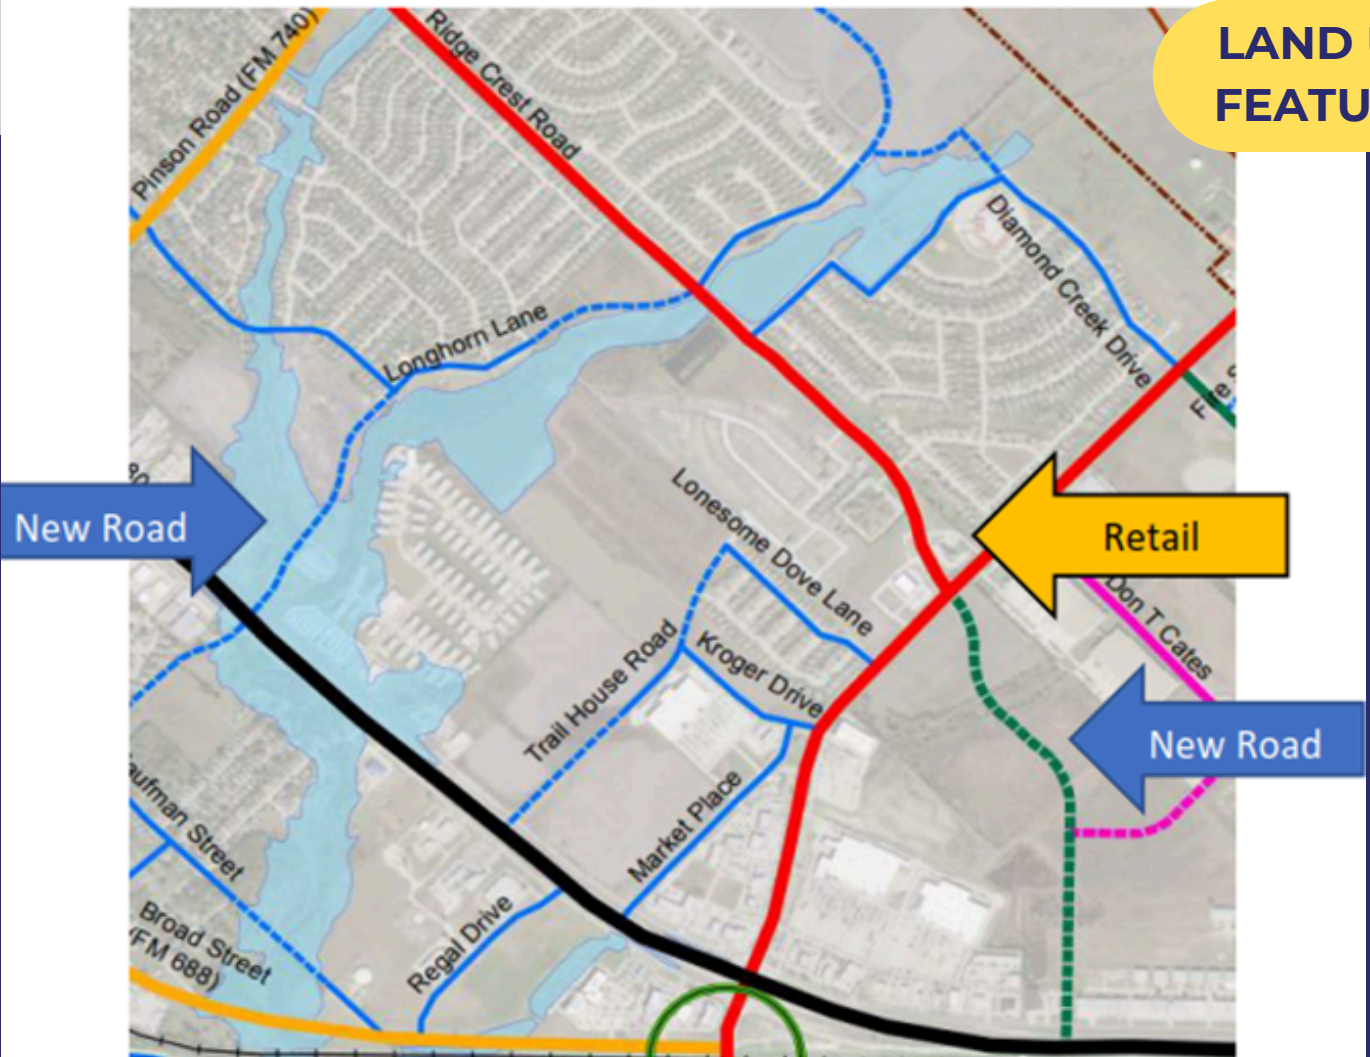 LAND
FEATU
Pinson Road (FM 740)
Ridge Crest Road
Longhorn Lane
Diamond Creek Drive
80
New Road
Retail
Lonesome Dove Lane
Don T Cates
Kroger Drive
Trail House Road
New Road
Market Place
aufman Street
Regal Drive
Broad Street
(FM 688)